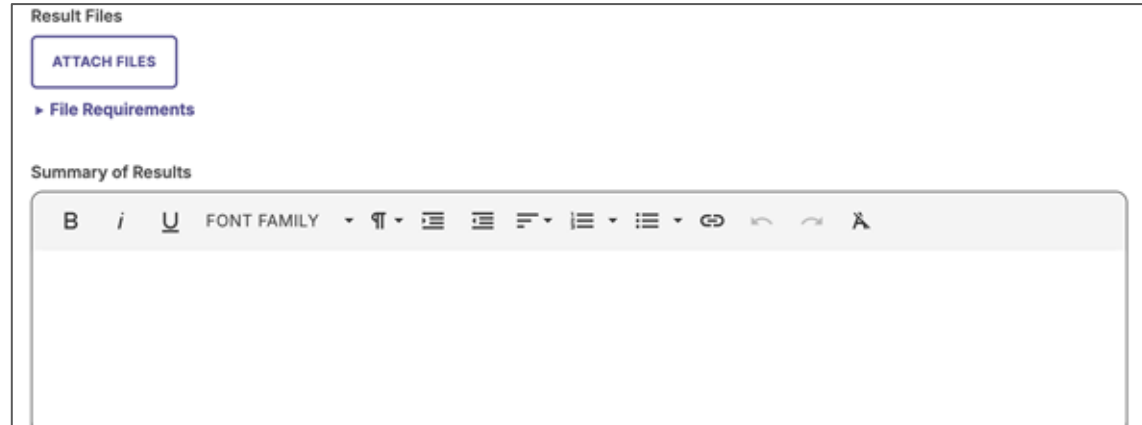 Result Files
ATTACH FILES
▸ File Requirements
Summary of Results
B i U FONT FAMILY